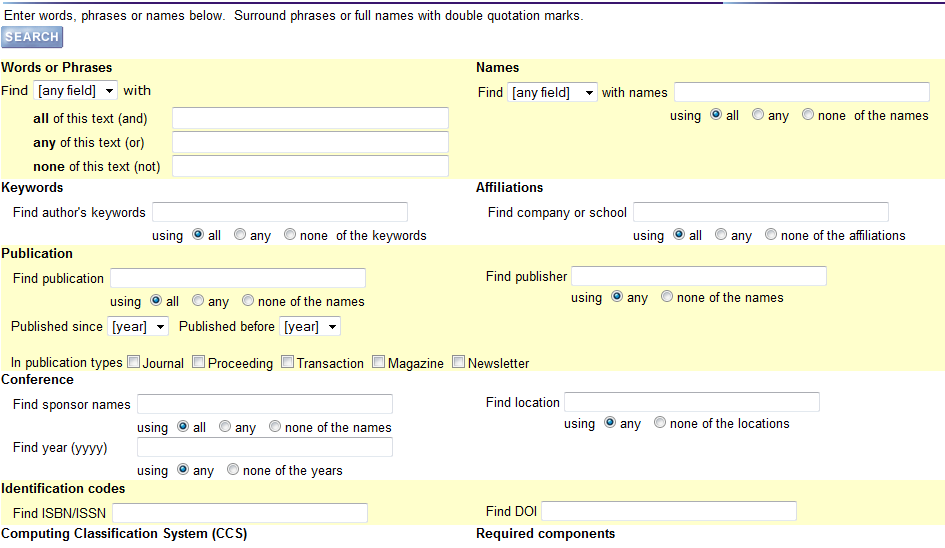 Enter words, phrases or names below. Surround phrases or full names with double quotation marks.
SEARCH
Words or Phrases
Find [any field] with
all of this text (and)
any of this text (or)
none of this text (not)
Names
Find [any field] with names
using all any none of the names
Keywords
Find author's keywords
using all any none of the keywords
Affiliations
Find company or school
using all any none of the affiliations
Publication
Find publication
using all any none of the names
Find publisher
using any none of the names
Published since [year] Published before [year]
In publication types Journal Proceeding Transaction Magazine Newsletter
Conference
Find sponsor names
using all any none of the names
Find location
using any none of the locations
Find year (yyyy)
using any none of the years
Identification codes
Find ISBN/ISSN
Find DOI
Computing Classification System (CCS)
Required components